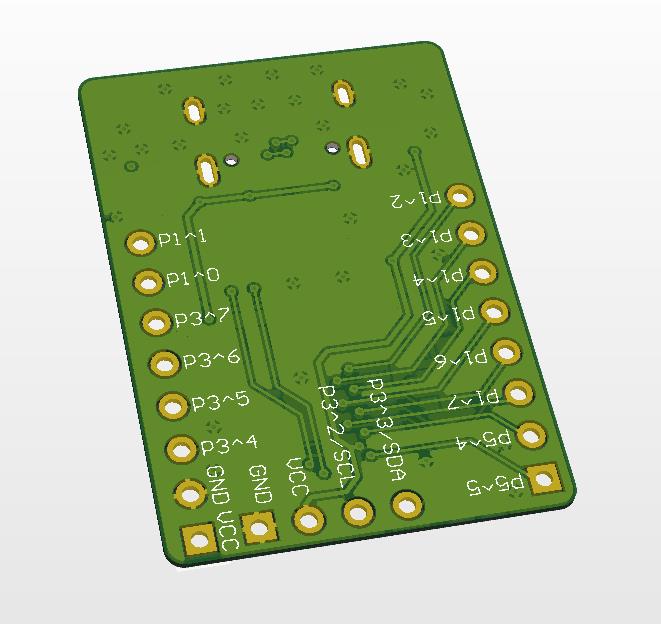 P1^1
P1^0
P3^7
P3^6
P3^5
P3^4
GND
VCC
GND
VCC
P3^2/SCL
P3^3/SDA
P1^2
P1^3
P1^4
P1^5
P1^6
P1^7
P5^4
P5^5